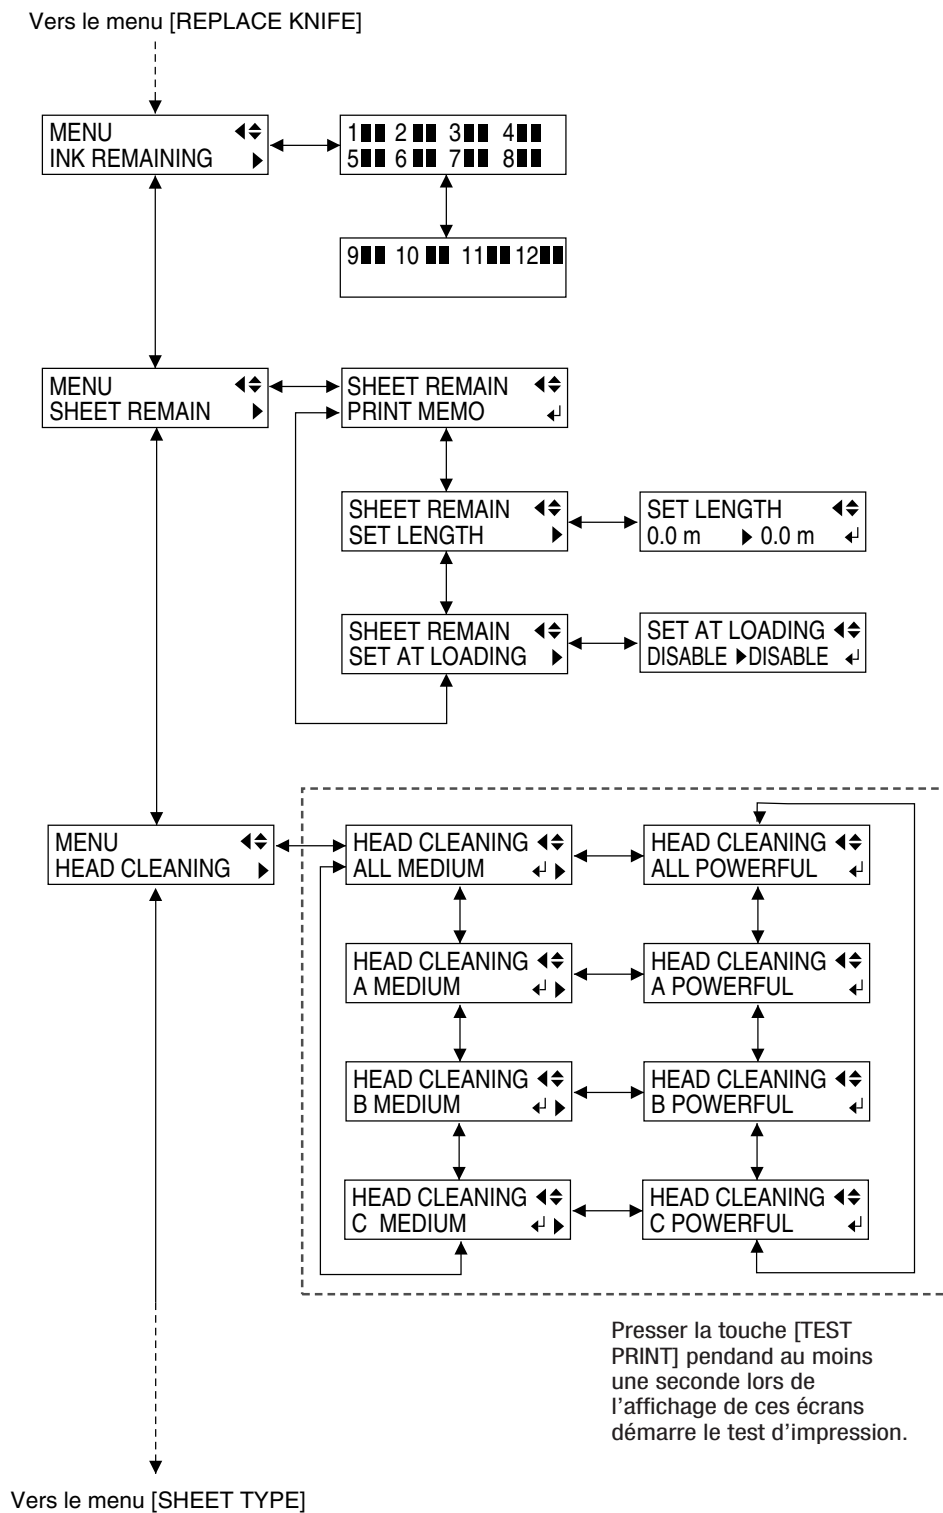 Vers le menu [REPLACE KNIFE]
MENU
INK REMAINING
1 2 3 4
5 6 7 8
9 10 11 12
MENU
SHEET REMAIN
SHEET REMAIN
PRINT MEMO
SHEET REMAIN
SET LENGTH
SET LENGTH
0.0 m 0.0 m
SHEET REMAIN
SET AT LOADING
SET AT LOADING
DISABLE DISABLE
MENU
HEAD CLEANING
HEAD CLEANING
ALL MEDIUM
HEAD CLEANING
ALL POWERFUL
HEAD CLEANING
A MEDIUM
HEAD CLEANING
A POWERFUL
HEAD CLEANING
B MEDIUM
HEAD CLEANING
B POWERFUL
HEAD CLEANING
C MEDIUM
HEAD CLEANING
C POWERFUL
Presser la touche [TEST
PRINT] pendand au moins
une seconde lors de
l'affichage de ces écrans
démarre le test d'impression.
Vers le menu [SHEET TYPE]